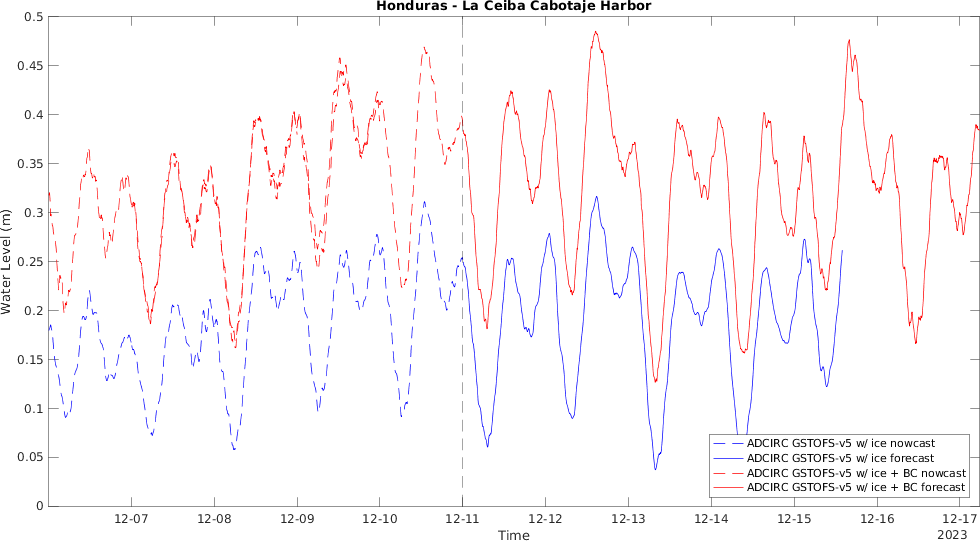 Honduras - La Ceiba Cabotaje Harbor
0.5
0.45
0.4
0.35
0.3
0.25
0.2
0.15
0.1
0.05
0
Water Level (m)
ADCIRC GSTOFS-v5 w/ ice nowcast
ADCIRC GSTOFS-v5 w/ ice forecast
ADCIRC GSTOFS-v5 w/ ice + BC nowcast
ADCIRC GSTOFS-v5 w/ ice + BC forecast
12-07 12-08 12-09 12-10 12-11 12-12 12-13 12-14 12-15 12-16 12-17
Time
2023